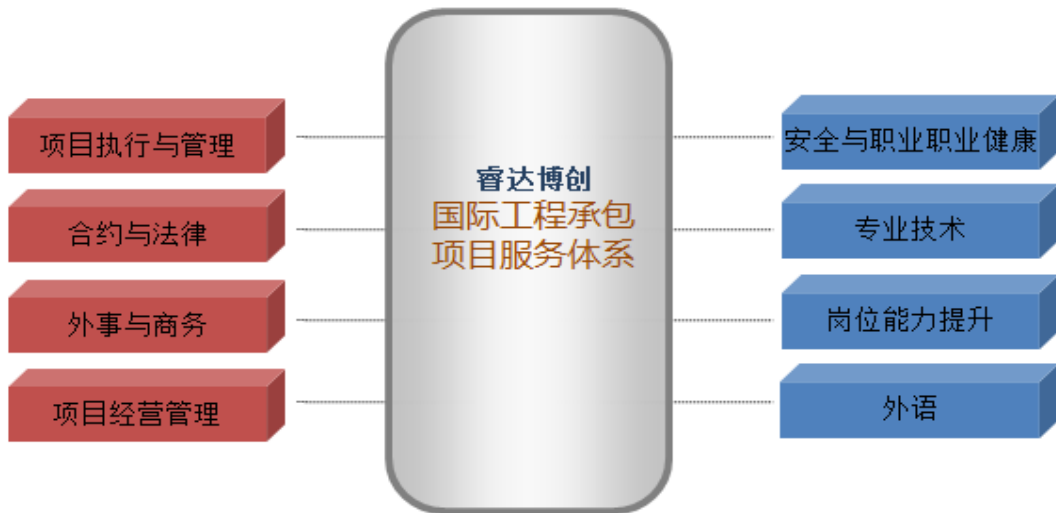 项目执行与管理
合约与法律
外事与商务
项目经营管理
睿达博创
国际工程承包
项目服务体系
安全与职业职业健康
专业技术
岗位能力提升
外语